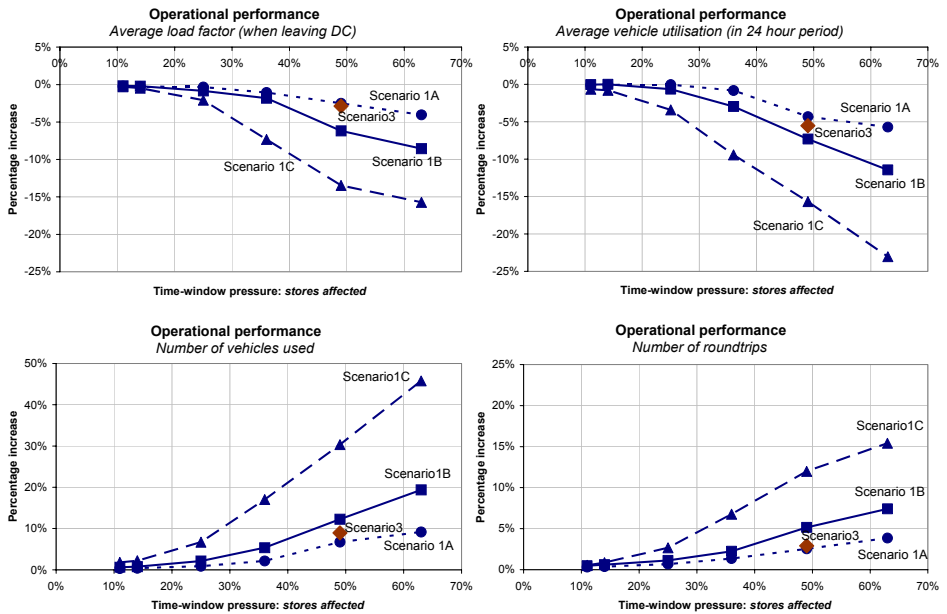 Operational performance
Average load factor (when leaving DC)
5%
0%
-5%
-10%
-15%
-20%
-25%
0% 10% 20% 30% 40% 50% 60% 70%
Percentage increase
Scenario 1A
Scenario3
Scenario 1B
Scenario 1C
Time-window pressure: stores affected
Operational performance
Average vehicle utilisation (in 24 hour period)
5%
0%
-5%
-10%
-15%
-20%
-25%
0% 10% 20% 30% 40% 50% 60% 70%
Percentage increase
Scenario 1A
Scenario3
Scenario 1B
Scenario 1C
Time-window pressure: stores affected
Operational performance
Number of vehicles used
50%
40%
30%
20%
10%
0%
Percentage increase
Scenario1C
Scenario1B
Scenario3
Scenario 1A
0% 10% 20% 30% 40% 50% 60% 70%
Time-window pressure: stores affected
Operational performance
Number of roundtrips
25%
20%
15%
10%
5%
0%
Percentage increase
Scenario1C
Scenario 1B
Scenario3
Scenario 1A
0% 10% 20% 30% 40% 50% 60% 70%
Time-window pressure: stores affected